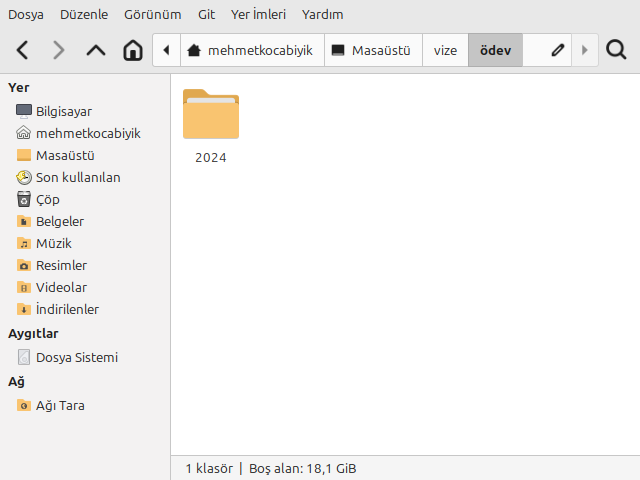 Dosya Düzenle Görünüm Git Yer İmleri Yardım
mehmetkocabiyik Masaüstü vize ödev
Yer
Bilgisayar
mehmetkocabiyik
Masaüstü
Son kullanılan
Çöp
Belgeler
Müzik
Resimler
Videolar
İndirilenler
Aygıtlar
Dosya Sistemi
Ağ
Ağı Tara
2024
1 klasör | Boş alan: 18,1 GiB